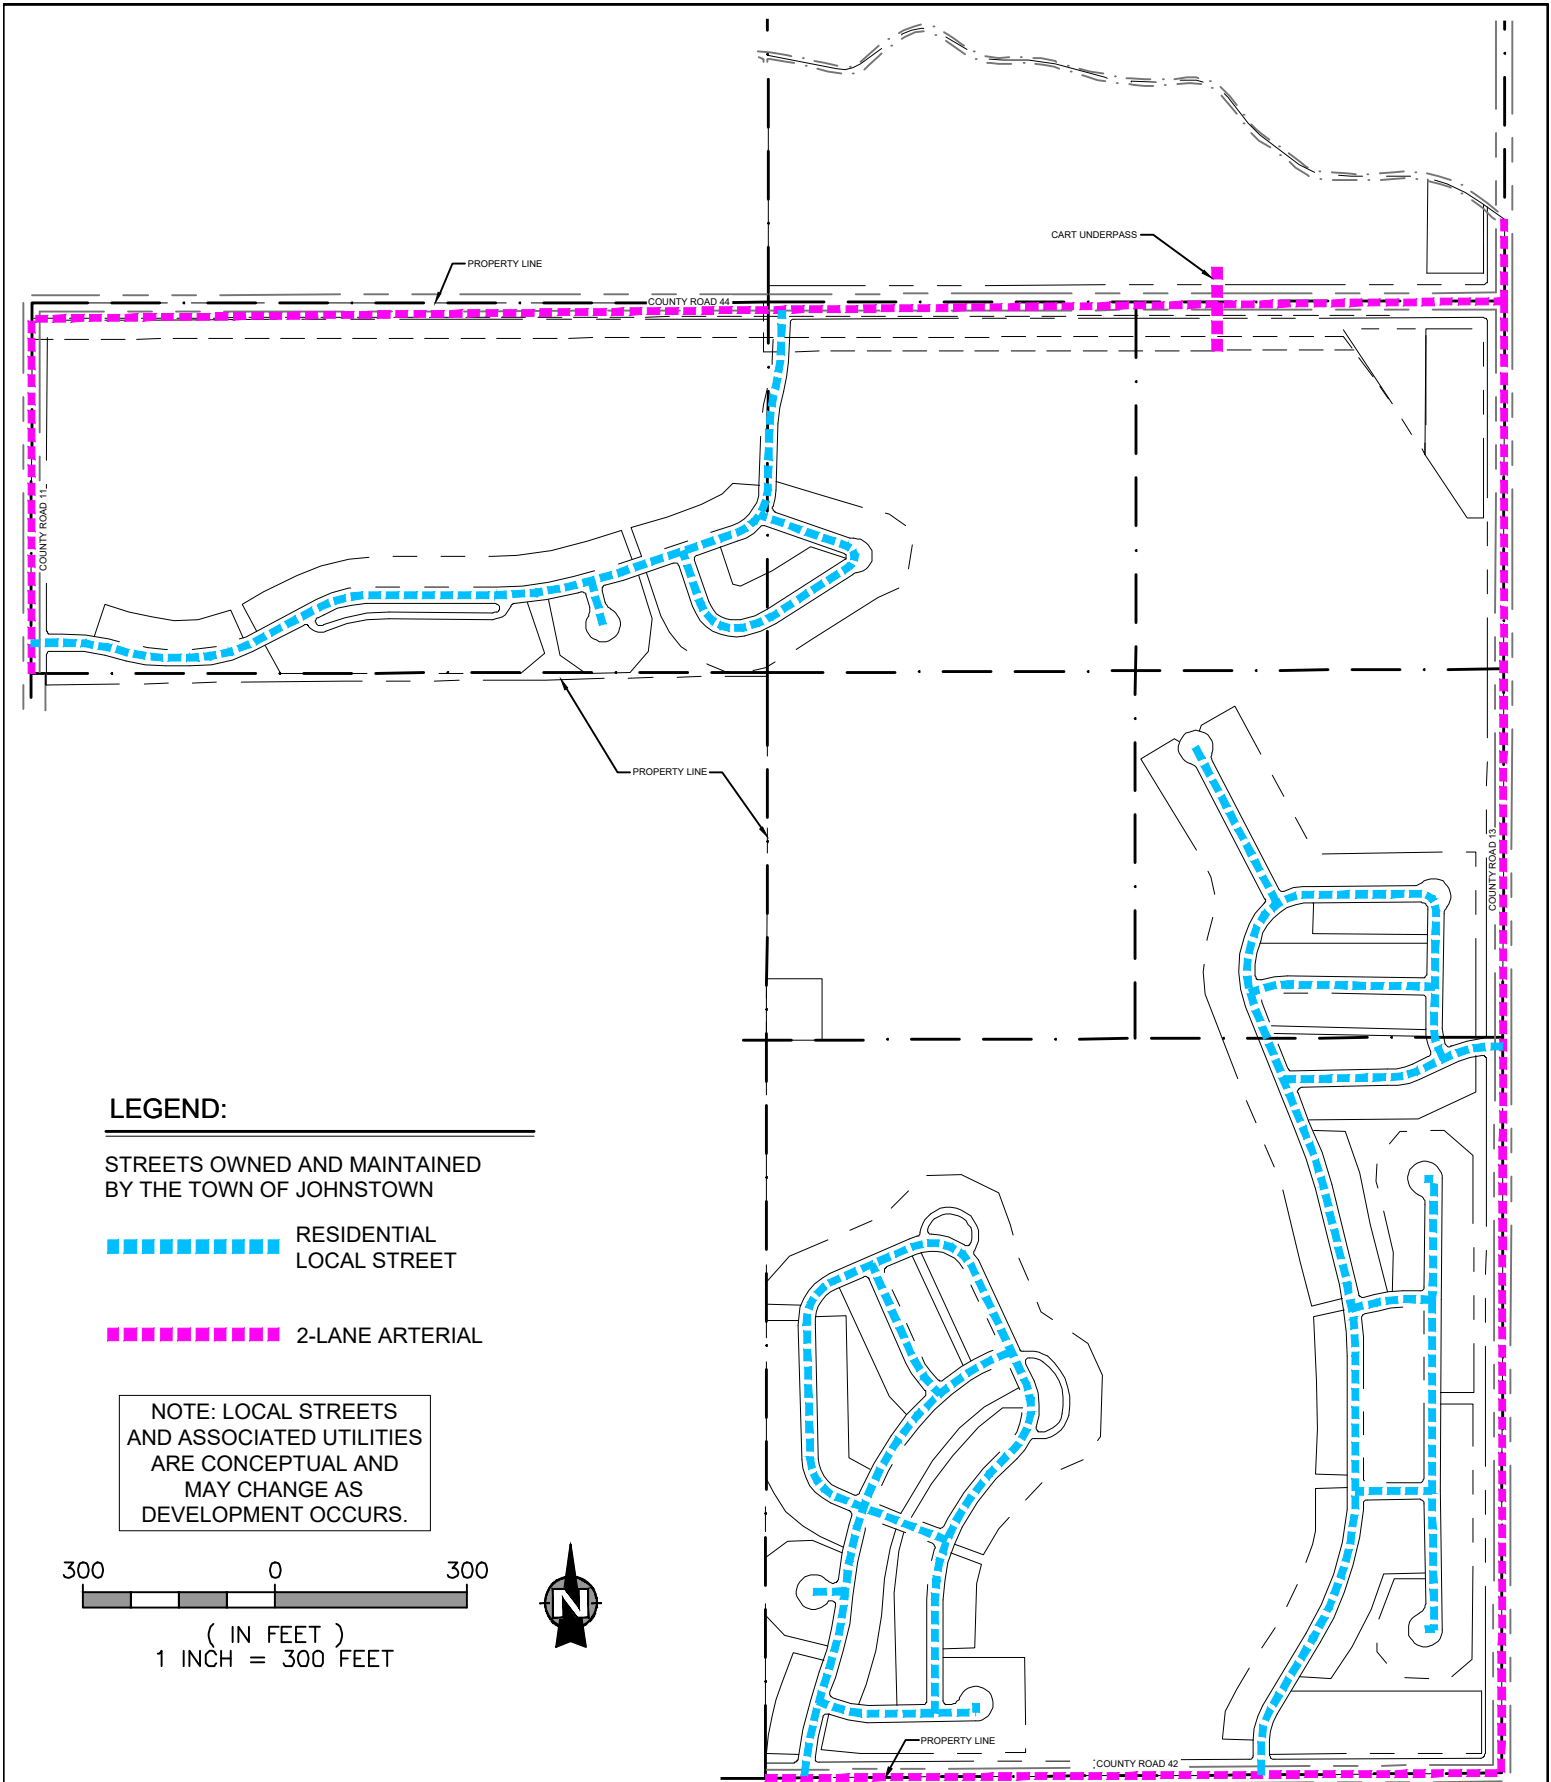 CART UNDERPASS
PROPERTY LINE
COUNTY ROAD 44
COUNTY ROAD 11
PROPERTY LINE
COUNTY ROAD 13
LEGEND:
STREETS OWNED AND MAINTAINED
BY THE TOWN OF JOHNSTOWN
RESIDENTIAL
LOCAL STREET
2-LANE ARTERIAL
NOTE: LOCAL STREETS
AND ASSOCIATED UTILITIES
ARE CONCEPTUAL AND
MAY CHANGE AS
DEVELOPMENT OCCURS.
300 0 300
( IN FEET )
1 INCH = 300 FEET
N
PROPERTY LINE
COUNTY ROAD 42